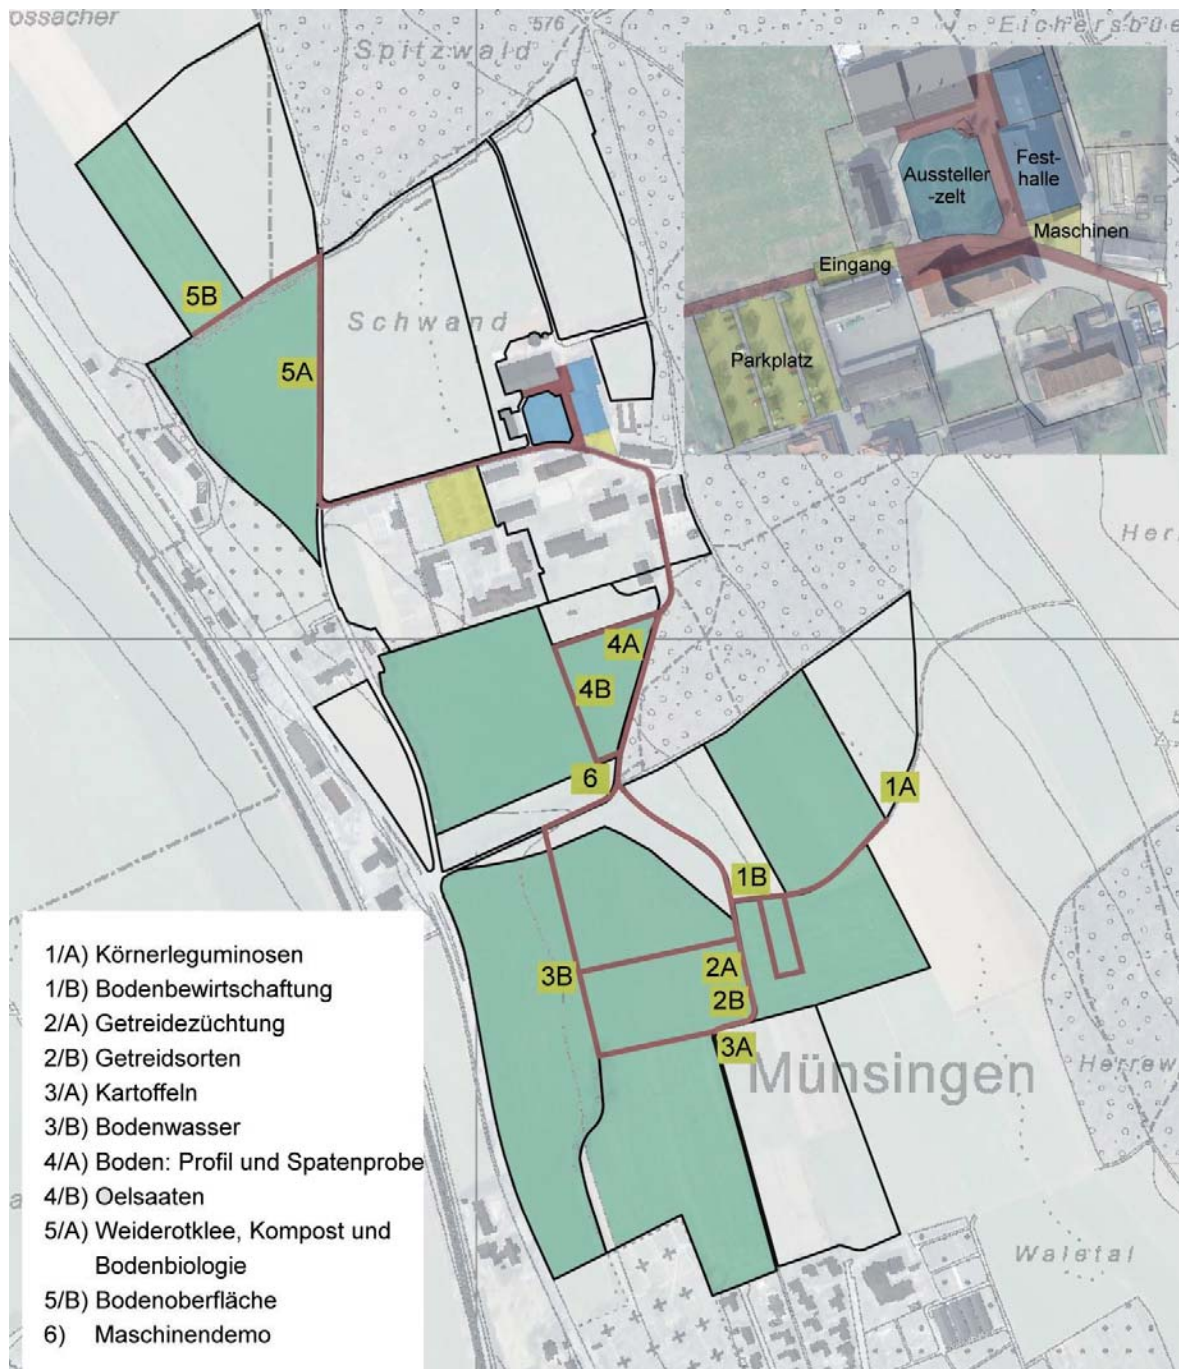 ossacher
576
Spitzwald
Eichersbüe
Aussteller
-zelt
Fest-
halle
Maschinen
Eingang
Parkplatz
5B
Schwand
5A
Her
4A
4B
6
1A
1B
3B
2A
2B
3A
Münsingen
Herrew
Waletal
1/A) Körnerleguminosen
1/B) Bodenbewirtschaftung
2/A) Getreidezüchtung
2/B) Getreidsorten
3/A) Kartoffeln
3/B) Bodenwasser
4/A) Boden: Profil und Spatenprobe
4/B) Oelsaaten
5/A) Weiderotklee, Kompost und
Bodenbiologie
5/B) Bodenoberfläche
6) Maschinendemo